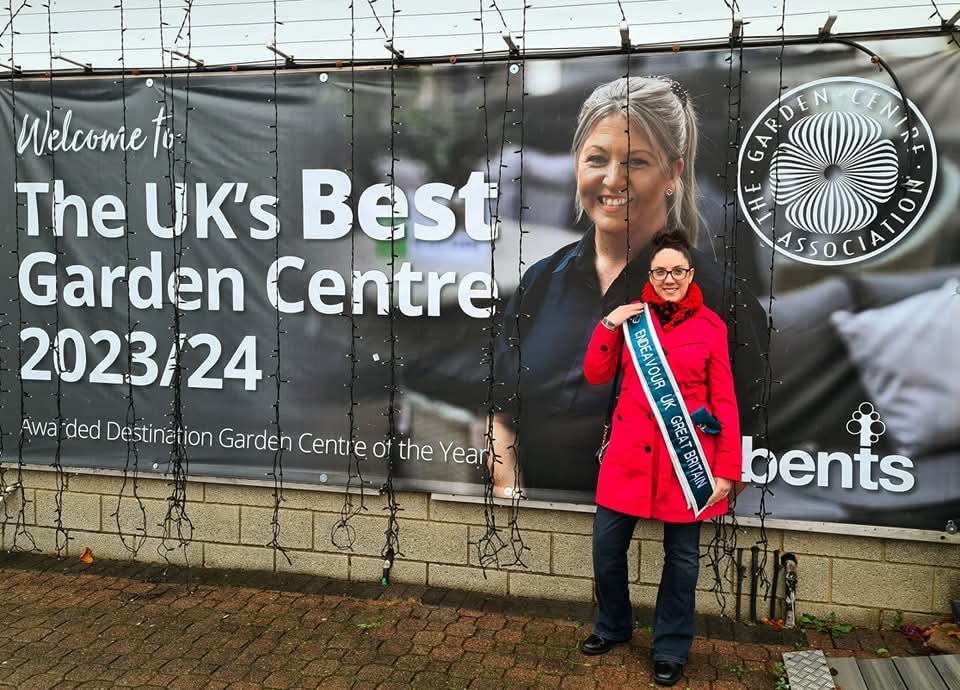 Welcome to
The UK's Best
Garden Centre
2023/24
Awarded Destination Garden Centre of the Year
THE GARDEN CENTRE ASSOCIATION
ENDEAVOUR UK GREAT BRITAIN
bents